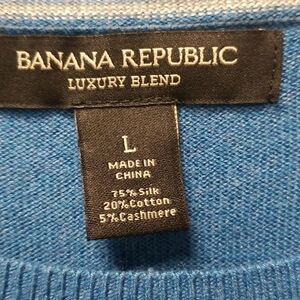 BANANA REPUBLIC
LUXURY BLEND
L
MADE IN
CHINA
75% Silk
20% Cotton
5% Cashmere